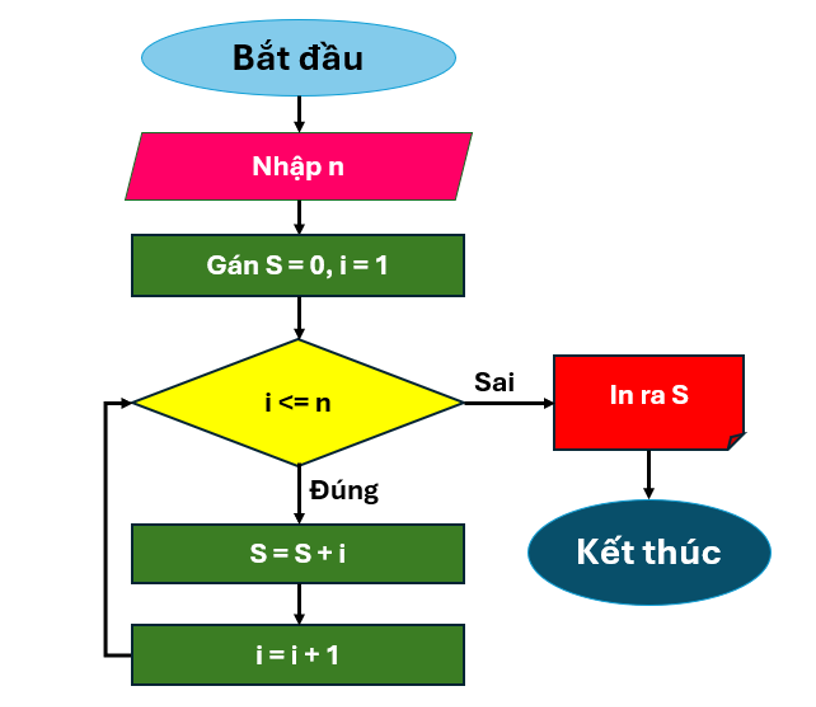 Bắt đầu
Nhập n
Gán S = 0, i = 1
i <= n
Sai
In ra S
Đúng
S = S + i
Kết thúc
i = i + 1